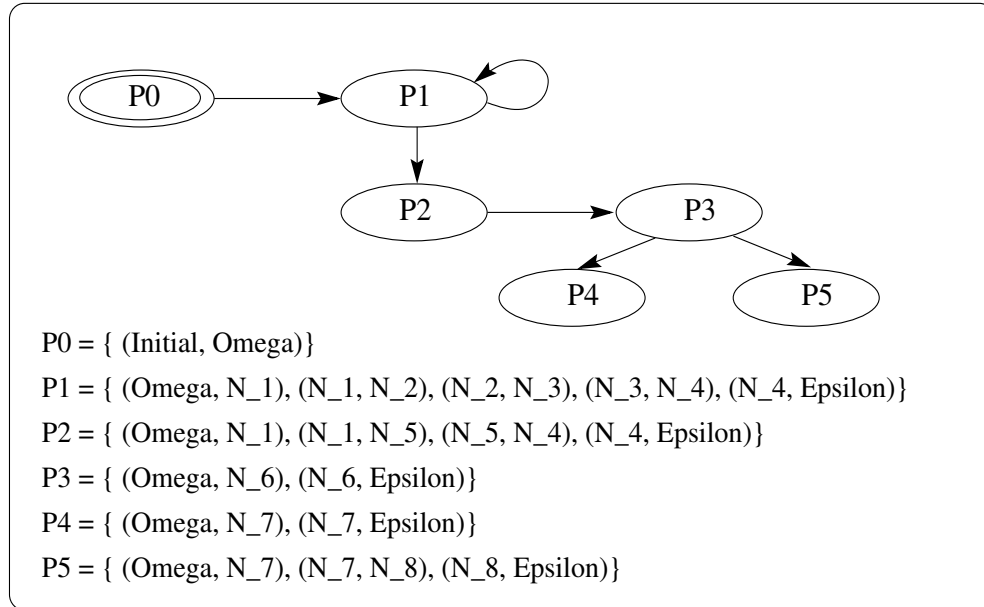 P0 P1
P2 P3
P4 P5
P0 = { (Initial, Omega)}
P1 = { (Omega, N_1), (N_1, N_2), (N_2, N_3), (N_3, N_4), (N_4, Epsilon)}
P2 = { (Omega, N_1), (N_1, N_5), (N_5, N_4), (N_4, Epsilon)}
P3 = { (Omega, N_6), (N_6, Epsilon)}
P4 = { (Omega, N_7), (N_7, Epsilon)}
P5 = { (Omega, N_7), (N_7, N_8), (N_8, Epsilon)}